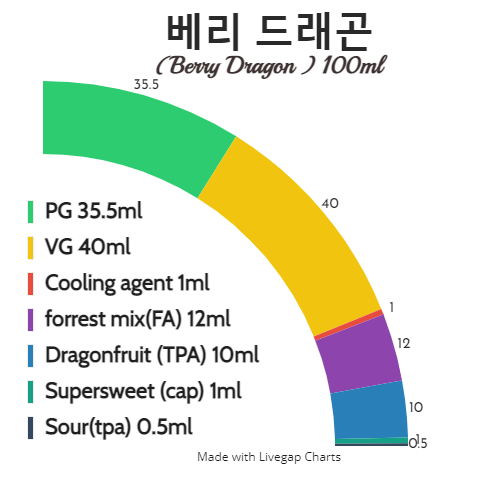 베리 드래곤
(Berry Dragon ) 100ml
35.5
40
1
12
10
1
0.5
PG 35.5ml
VG 40ml
Cooling agent 1ml
forrest mix(FA) 12ml
Dragonfruit (TPA) 10ml
Supersweet (cap) 1ml
Sour(tpa) 0.5ml
Made with Livegap Charts